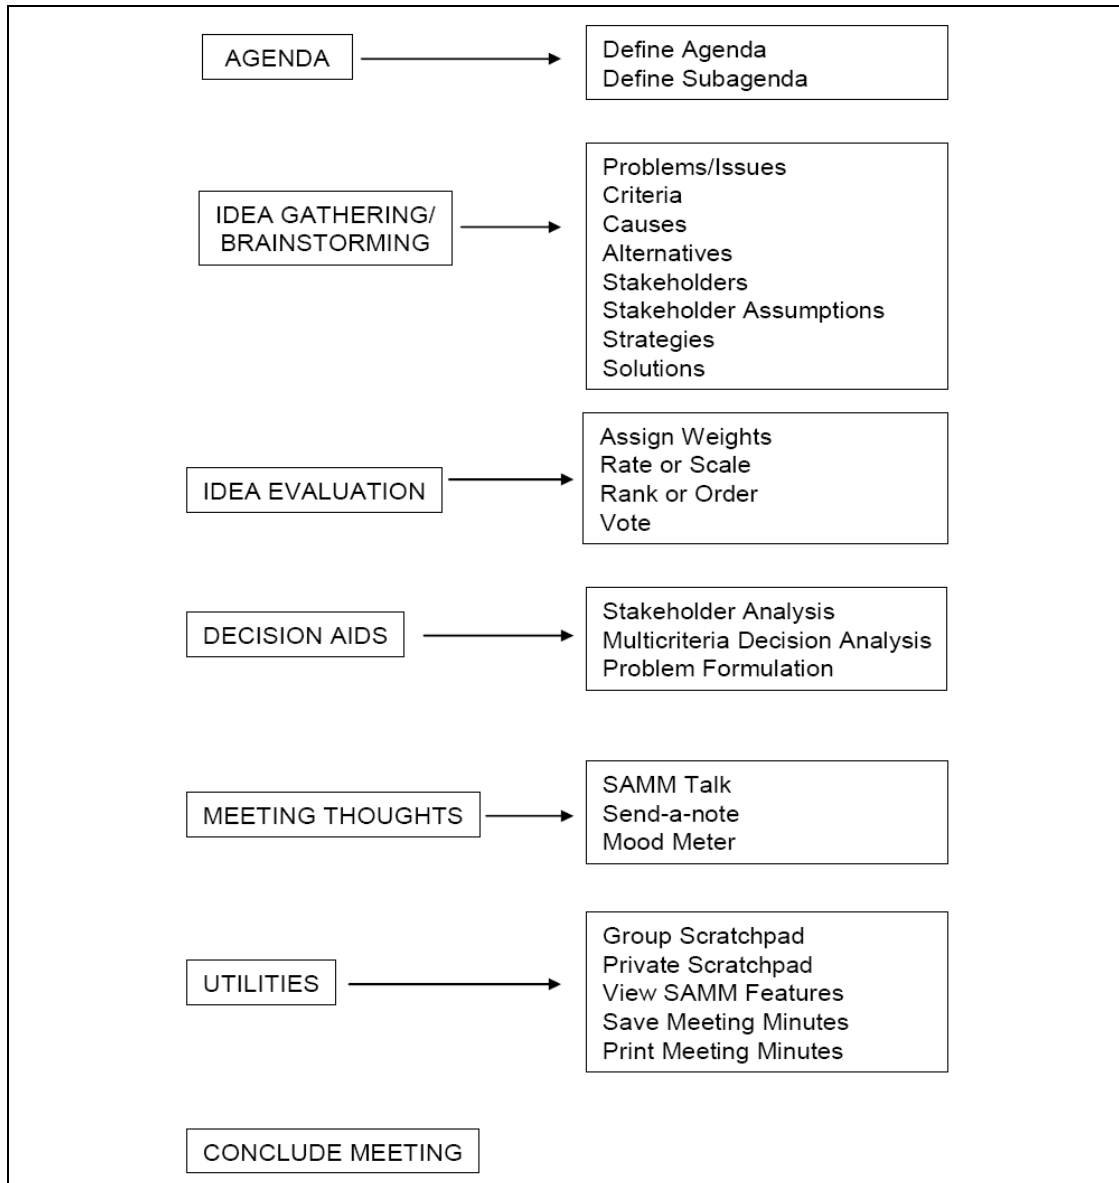 AGENDA
Define Agenda
Define Subagenda
IDEA GATHERING/
BRAINSTORMING
Problems/Issues
Criteria
Causes
Alternatives
Stakeholders
Stakeholder Assumptions
Strategies
Solutions
IDEA EVALUATION
Assign Weights
Rate or Scale
Rank or Order
Vote
DECISION AIDS
Stakeholder Analysis
Multicriteria Decision Analysis
Problem Formulation
MEETING THOUGHTS
SAMM Talk
Send-a-note
Mood Meter
UTILITIES
Group Scratchpad
Private Scratchpad
View SAMM Features
Save Meeting Minutes
Print Meeting Minutes
CONCLUDE MEETING